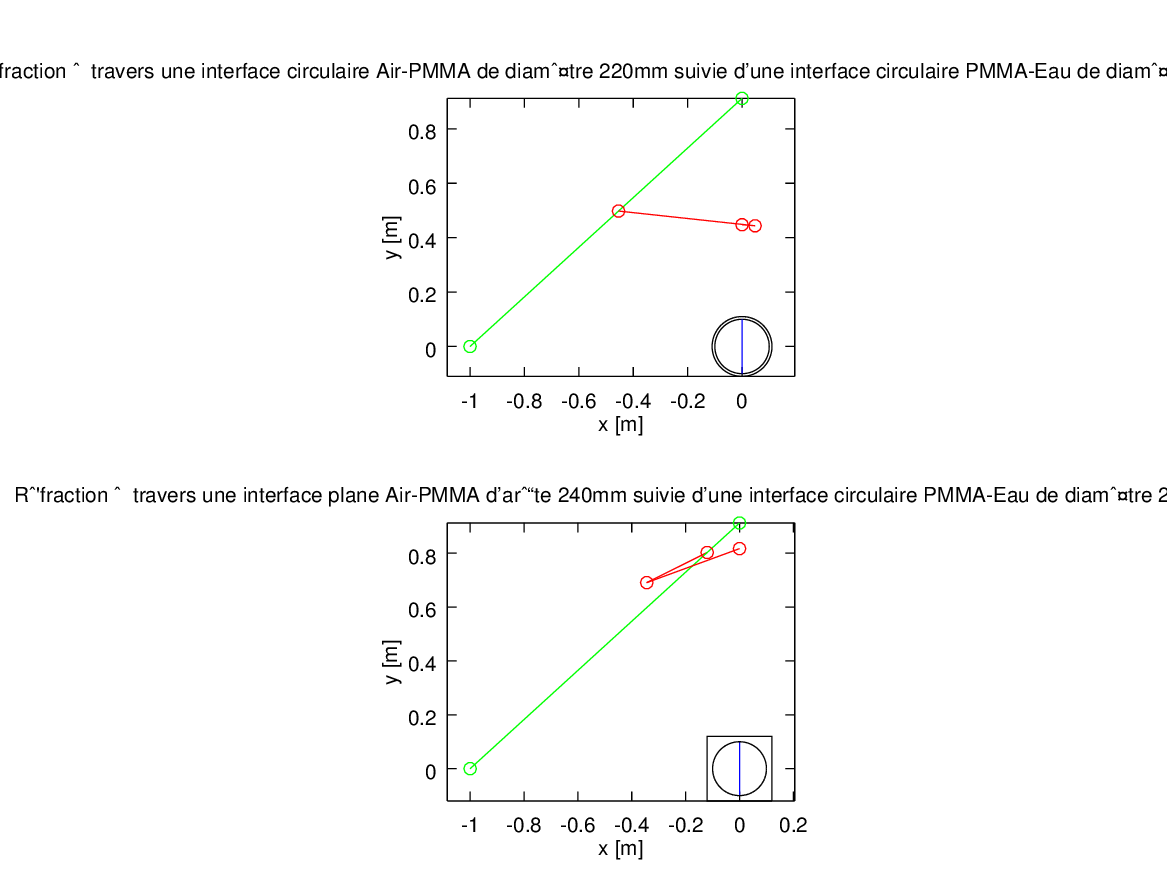 fraction ˆ  travers une interface circulaire Air-PMMA de diamˆ¤tre 220mm suivie d'une interface circulaire PMMA-Eau de diamˆ¤
0.8
0.6
0.4
0.2
0
y [m]
-1 -0.8 -0.6 -0.4 -0.2 0
x [m]
Rˆ'fraction ˆ  travers une interface plane Air-PMMA d'arˆ“te 240mm suivie d'une interface circulaire PMMA-Eau de diamˆ¤tre 2
0.8
0.6
0.4
0.2
0
y [m]
-1 -0.8 -0.6 -0.4 -0.2 0 0.2
x [m]